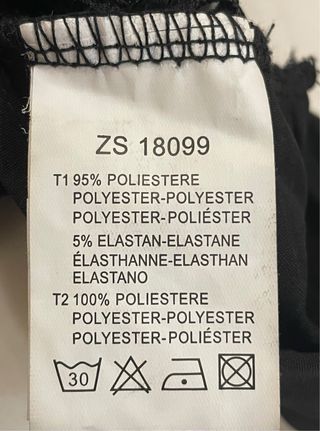 ZS 18099
T1 95% POLIESTERE
POLYESTER-POLYESTER
POLYESTER-POLIÉSTER
5% ELASTAN-ELASTANE
ÉLASTHANNE-ELASTHAN
ELASTANO
T2 100% POLIESTERE
POLYESTER-POLYESTER
POLYESTER-POLIÉSTER
30